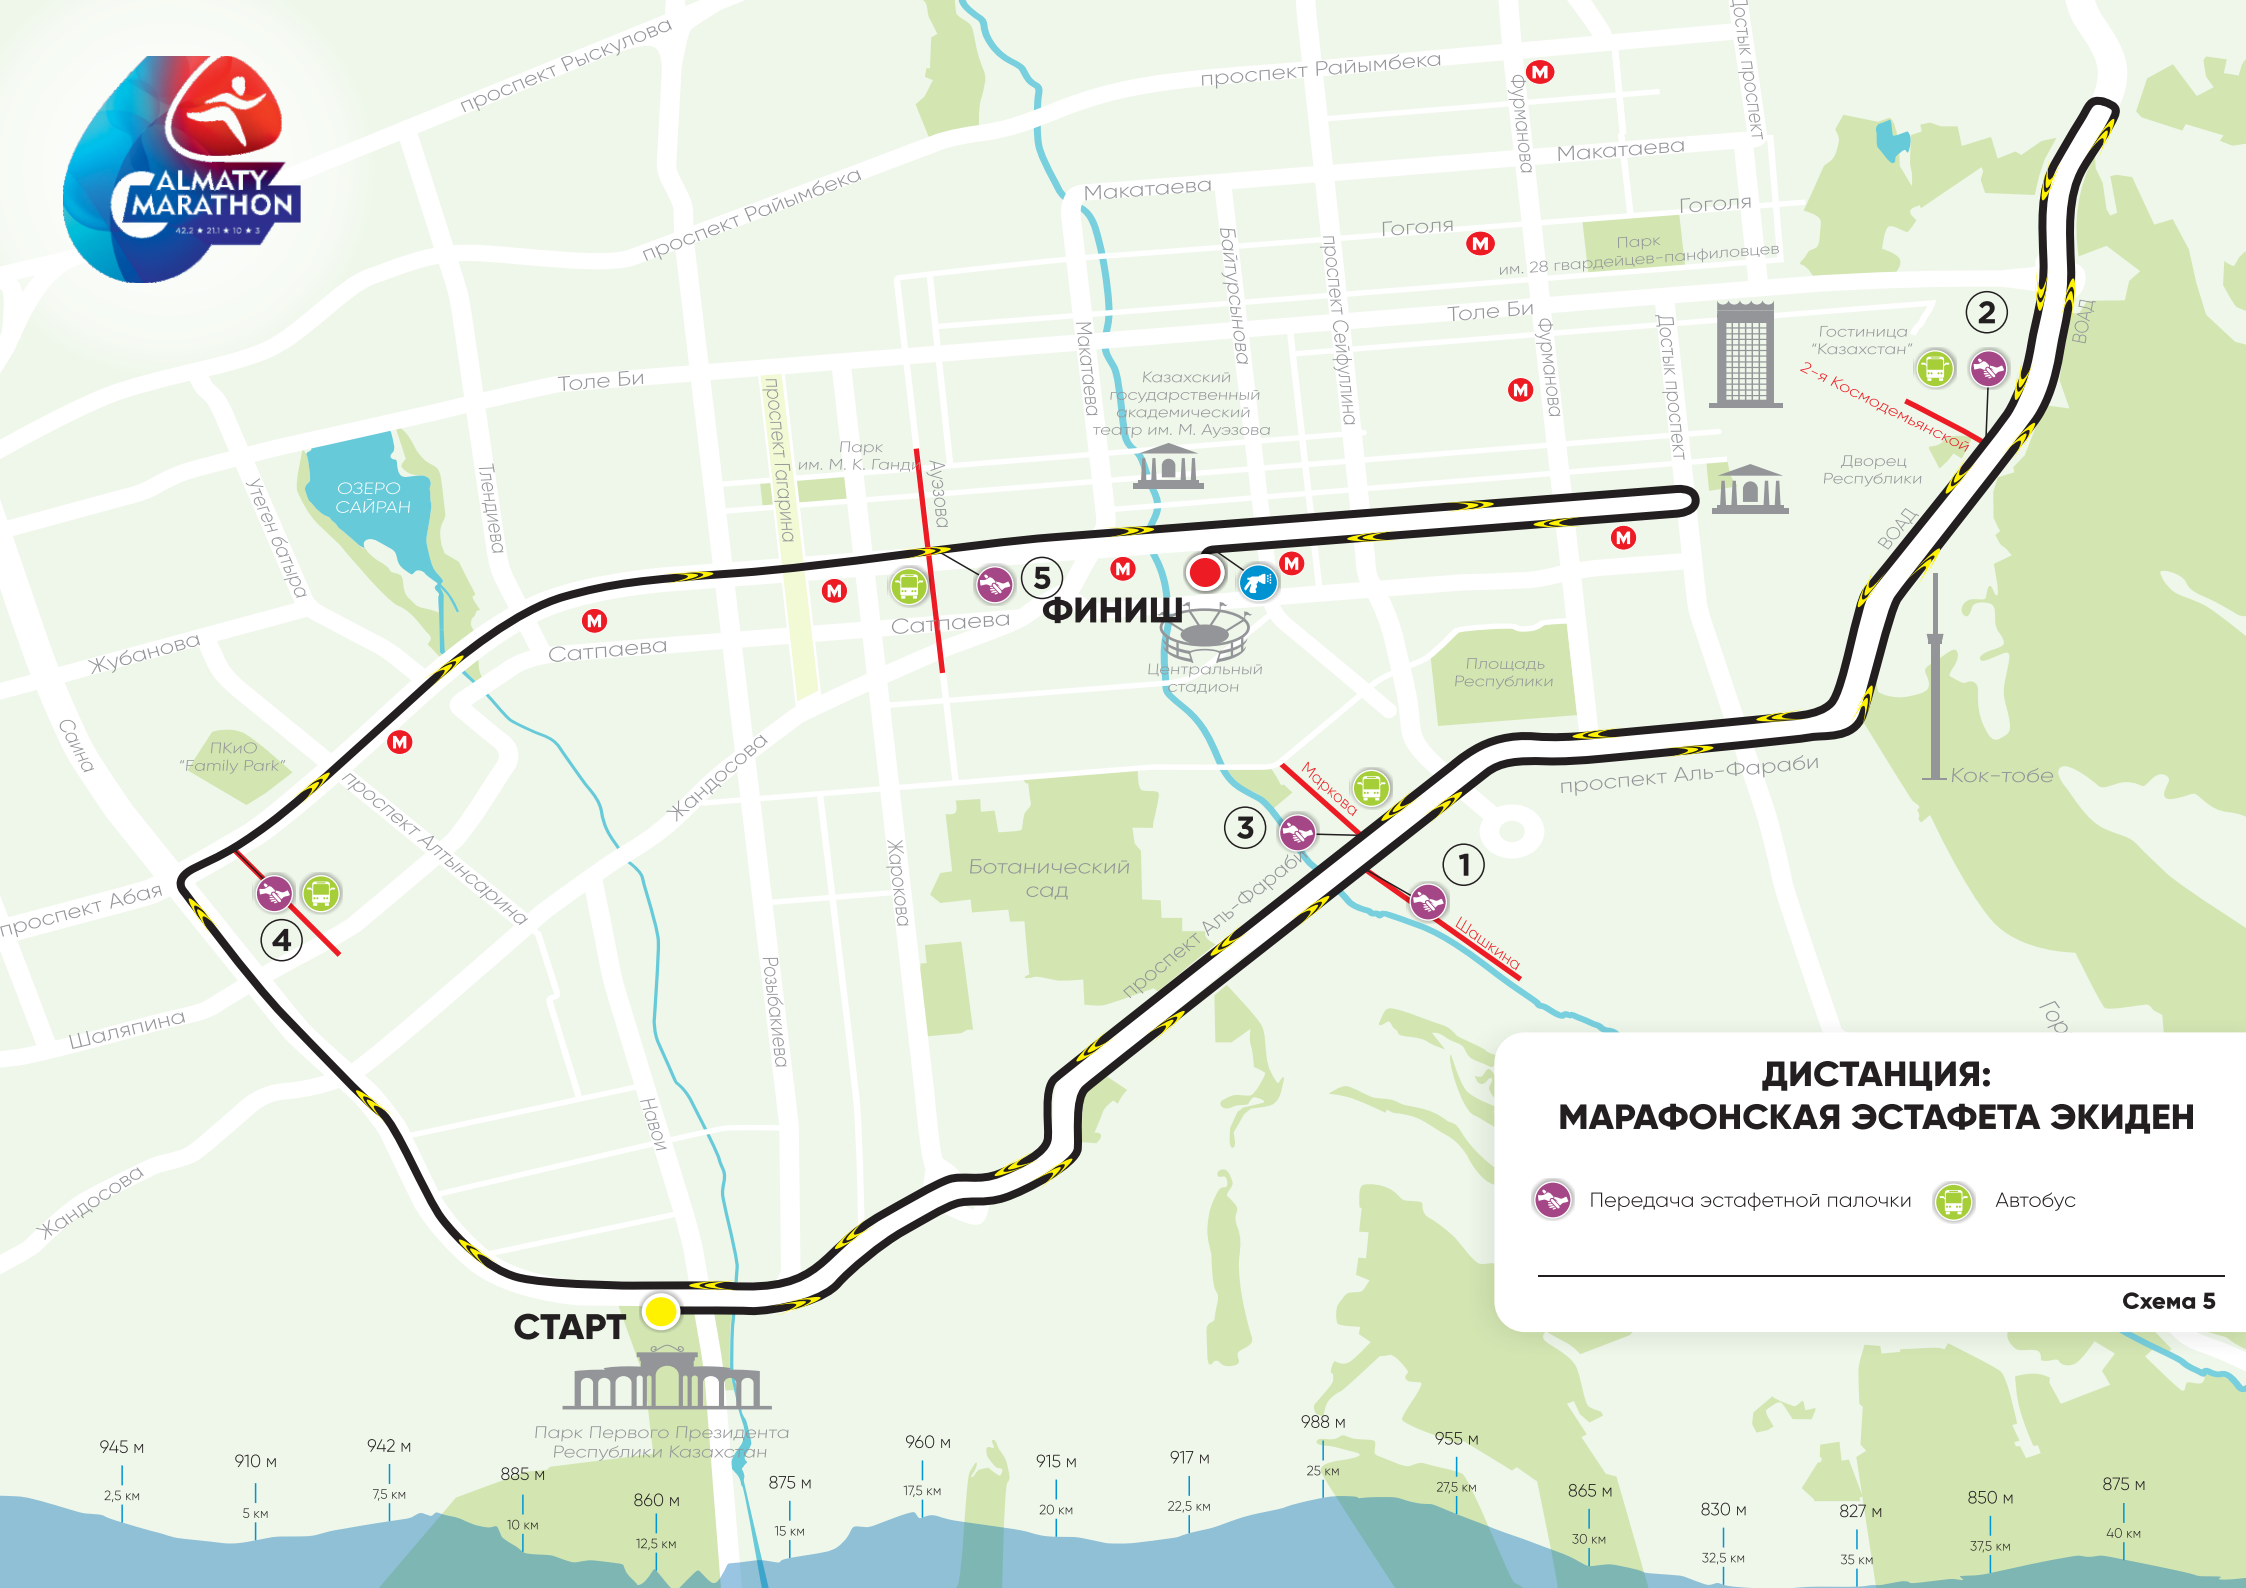 ALMATY
MARATHON
42.2 ★ 21.1 ★ 10 ★ 3
проспект Рыскулова
проспект Райымбека
проспект Райымбека
Достык проспект
Фурманова
Макатаева
Макатаева
Гоголя
Гоголя
Парк
им. 28 гвардейцев-панфиловцев
Байтурсынова
проспект Сейфуллина
Толе Би
Толе Би
Макатаева
Фурманова
Достык проспект
Гостиница
"Казахстан"
2
ВОАД
2-я Космодемьянской
Дворец
Республики
ВОАД
Казахский
государственный
академический
театр им. М. Ауэзова
Парк
им. М. К. Ганди
Ауэзова
проспект Гагарина
Тлендиева
Утеген батыра
ОЗЕРО
САЙРАН
M
M
M
M
M
M
M
M
M
5
ФИНИШ
Сатпаева
Сатпаева
Центральный
стадион
Площадь
Республики
Жубанова
Саина
ПКиО
"Family Park"
проспект Алтынсарина
Жандосова
проспект Абая
4
Шаляпина
Жандосова
Навои
Розыбакиева
Жарокова
Ботанический
сад
проспект Аль-Фараби
проспект Аль-Фараби
Маркова
3
1
Шашкина
Кок-тобе
Гор
СТАРТ
Парк Первого Президента
Республики Казахстан
ДИСТАНЦИЯ:
МАРАФОНСКАЯ ЭСТАФЕТА ЭКИДЕН
Передача эстафетной палочки
Автобус
Схема 5
945 м
2,5 км
910 м
5 км
942 м
7,5 км
885 м
10 км
860 м
12,5 км
875 м
15 км
960 м
17,5 км
915 м
20 км
917 м
22,5 км
988 м
25 км
955 м
27,5 км
865 м
30 км
830 м
32,5 км
827 м
35 км
850 м
37,5 км
875 м
40 км